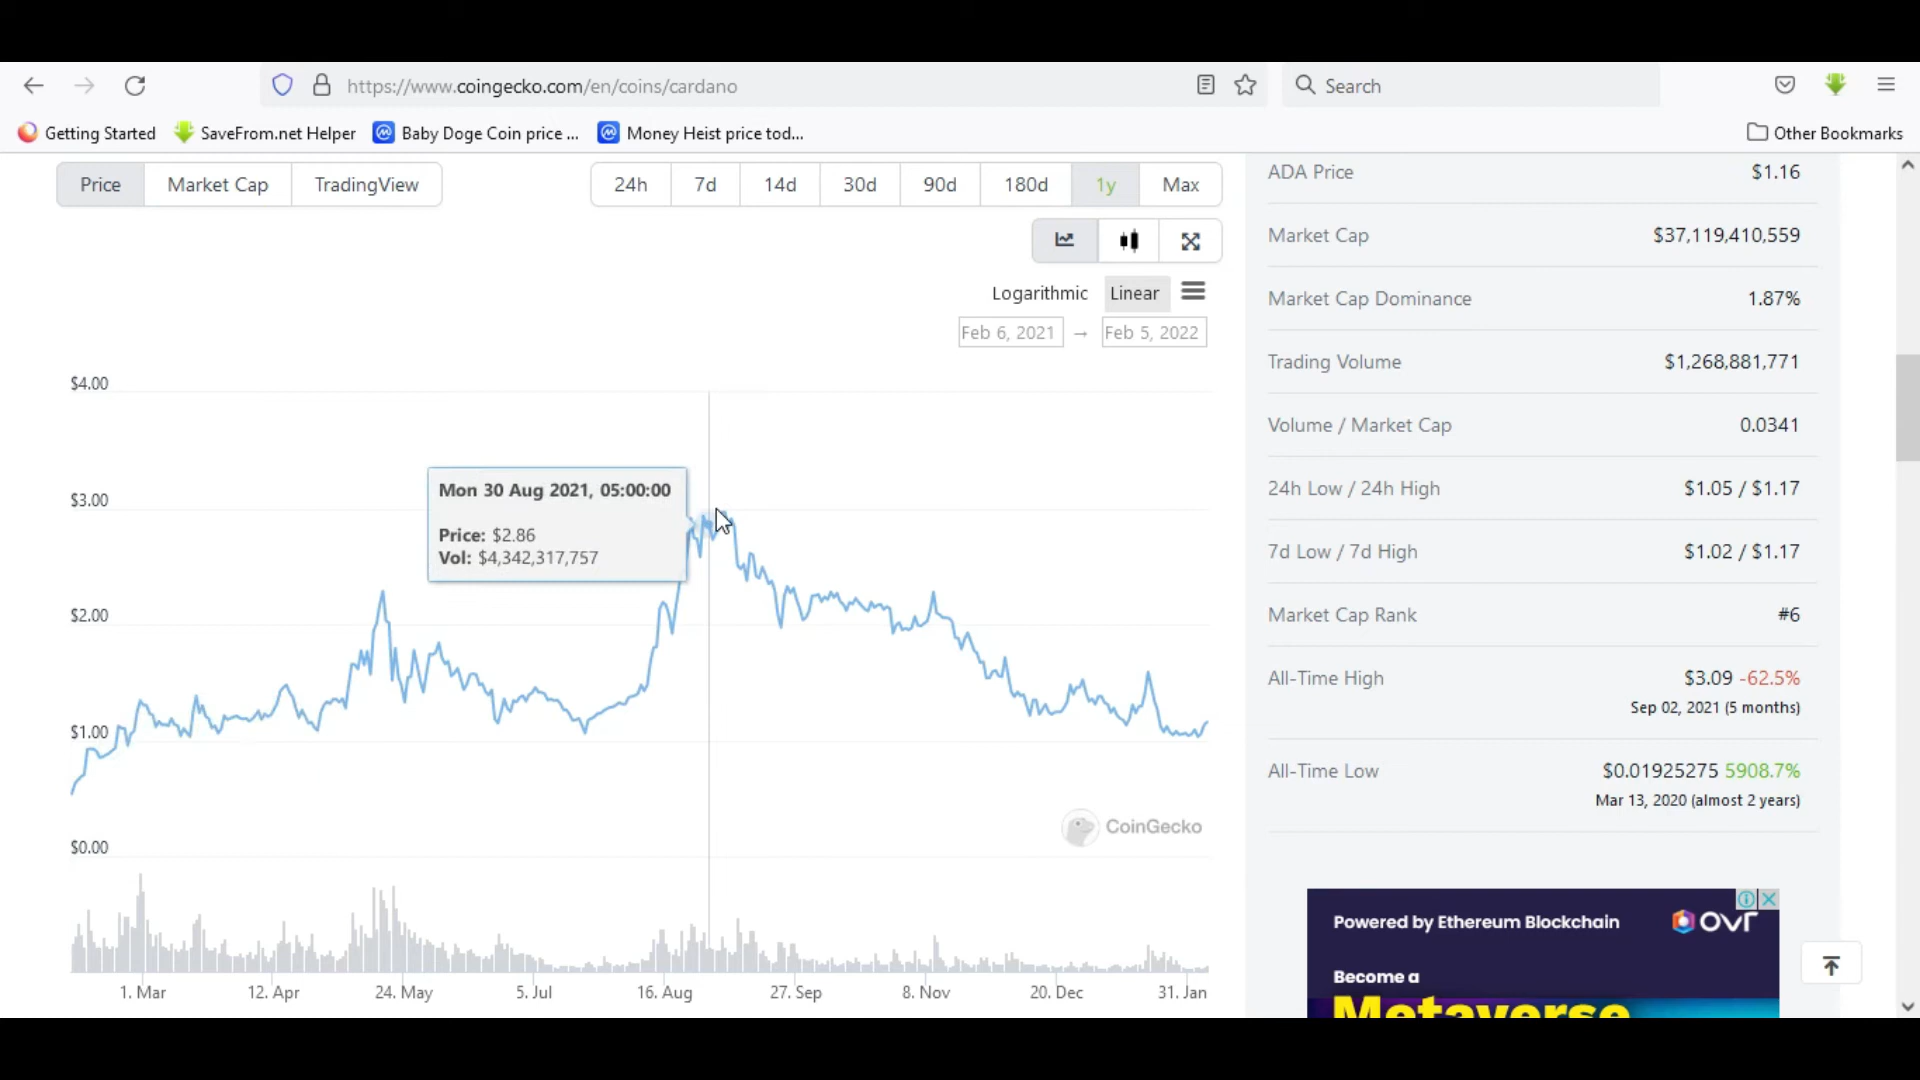 https://www.coingecko.com/en/coins/cardano
Search
Getting Started
SaveFrom.net Helper
Baby Doge Coin price ...
Money Heist price tod...
Other Bookmarks
Price
Market Cap
TradingView
24h
7d
14d
30d
90d
180d
1y
Max
Logarithmic
Linear
Feb 6, 2021 → Feb 5, 2022
$4.00
$3.00
$2.00
$1.00
$0.00
Mon 30 Aug 2021, 05:00:00
Price: $2.86
Vol: $4,342,317,757
CoinGecko
1. Mar
12. Apr
24. May
5. Jul
16. Aug
27. Sep
8. Nov
20. Dec
31. Jan
ADA Price $1.16
Market Cap $37,119,410,559
Market Cap Dominance 1.87%
Trading Volume $1,268,881,771
Volume / Market Cap 0.0341
24h Low / 24h High $1.05 / $1.17
7d Low / 7d High $1.02 / $1.17
Market Cap Rank #6
All-Time High $3.09 -62.5%
Sep 02, 2021 (5 months)
All-Time Low $0.01925275 5908.7%
Mar 13, 2020 (almost 2 years)
Powered by Ethereum Blockchain
OVR
Become a
Metaverse